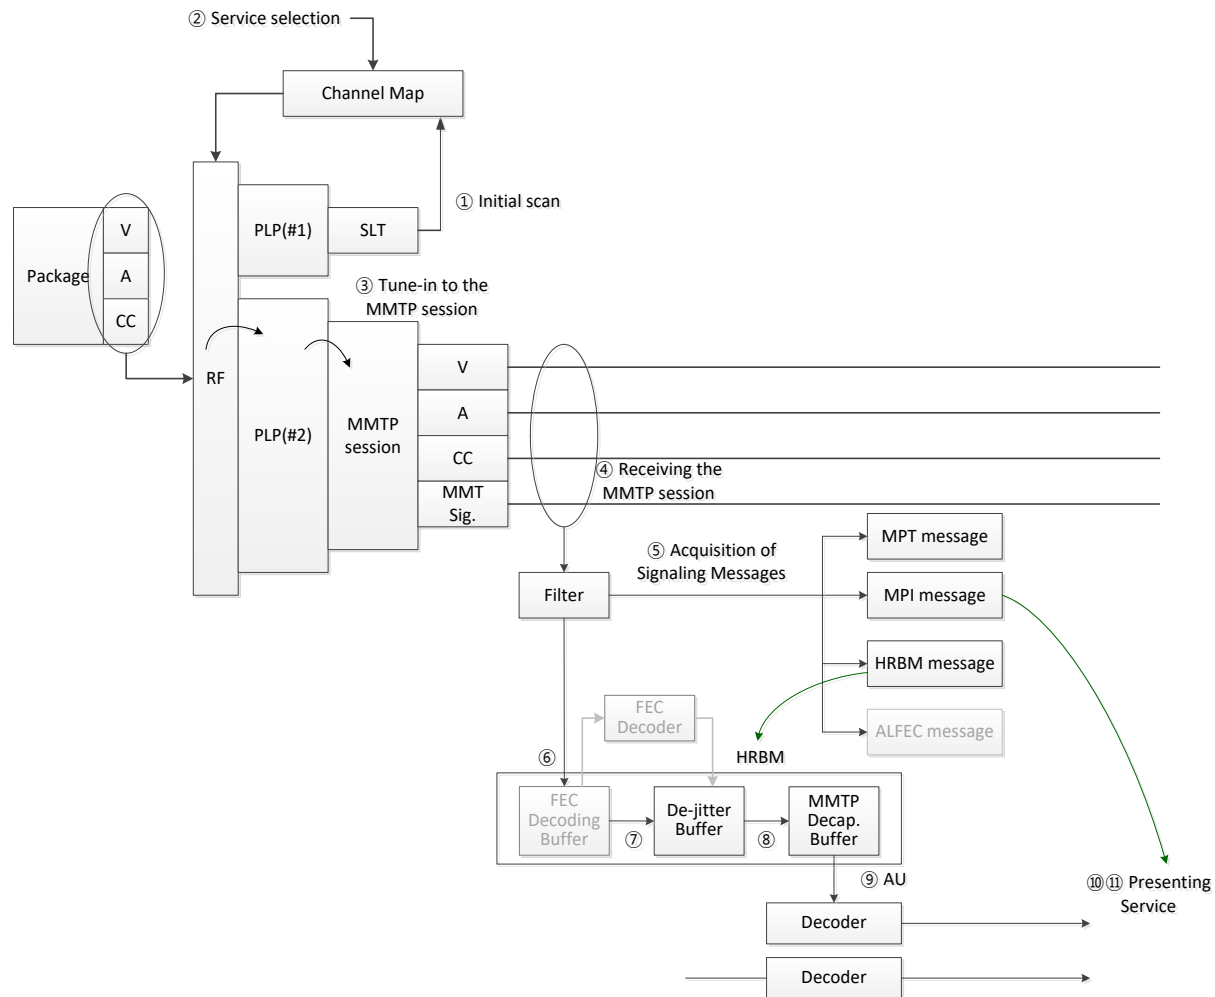 ② Service selection
Channel Map
① Initial scan
PLP(#1)
SLT
V
Package
A
CC
③ Tune-in to the
MMTP session
RF
PLP(#2)
MMTP
session
V
A
CC
MMT
Sig.
④ Receiving the
MMTP session
⑤ Acquisition of
Signaling Messages
Filter
MPT message
MPI message
HRBM message
ALFEC message
FEC
Decoder
HRBM
⑥
FEC
Decoding
Buffer
⑦
De-jitter
Buffer
⑧
MMTP
Decap.
Buffer
⑨ AU
⑩⑪ Presenting
Service
Decoder
Decoder